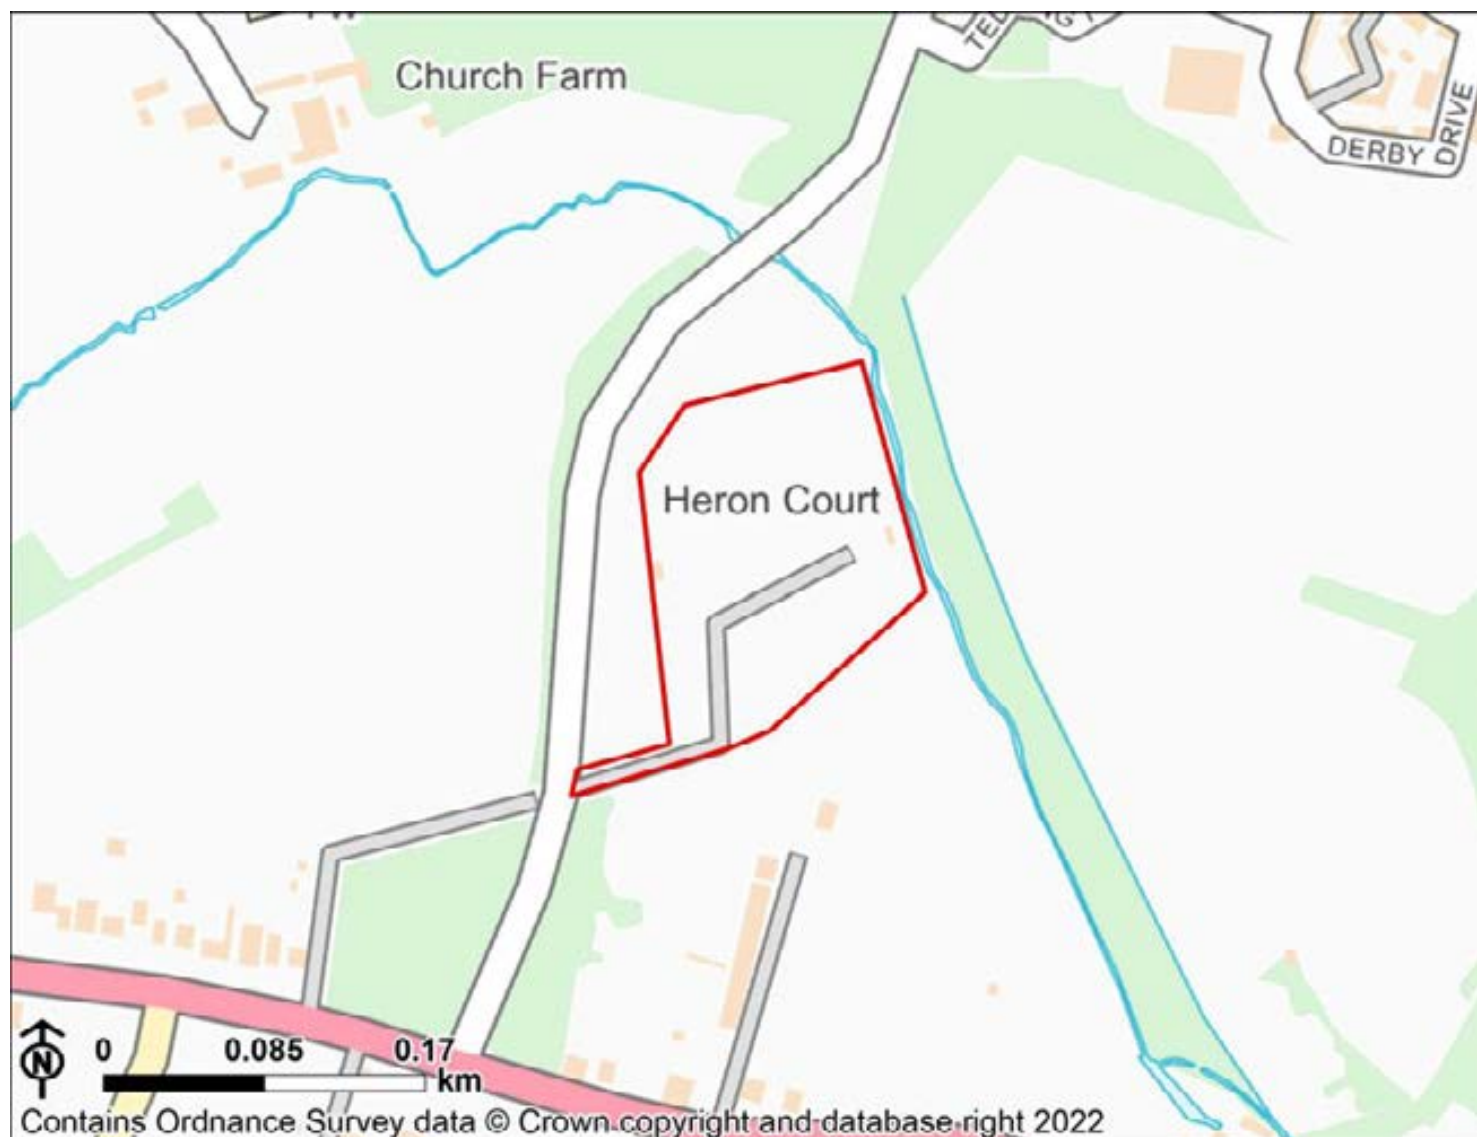 Church Farm
DERBY DRIVE
Heron Court
N
0 0.085 0.17
km
Contains Ordnance Survey data © Crown copyright and database right 2022